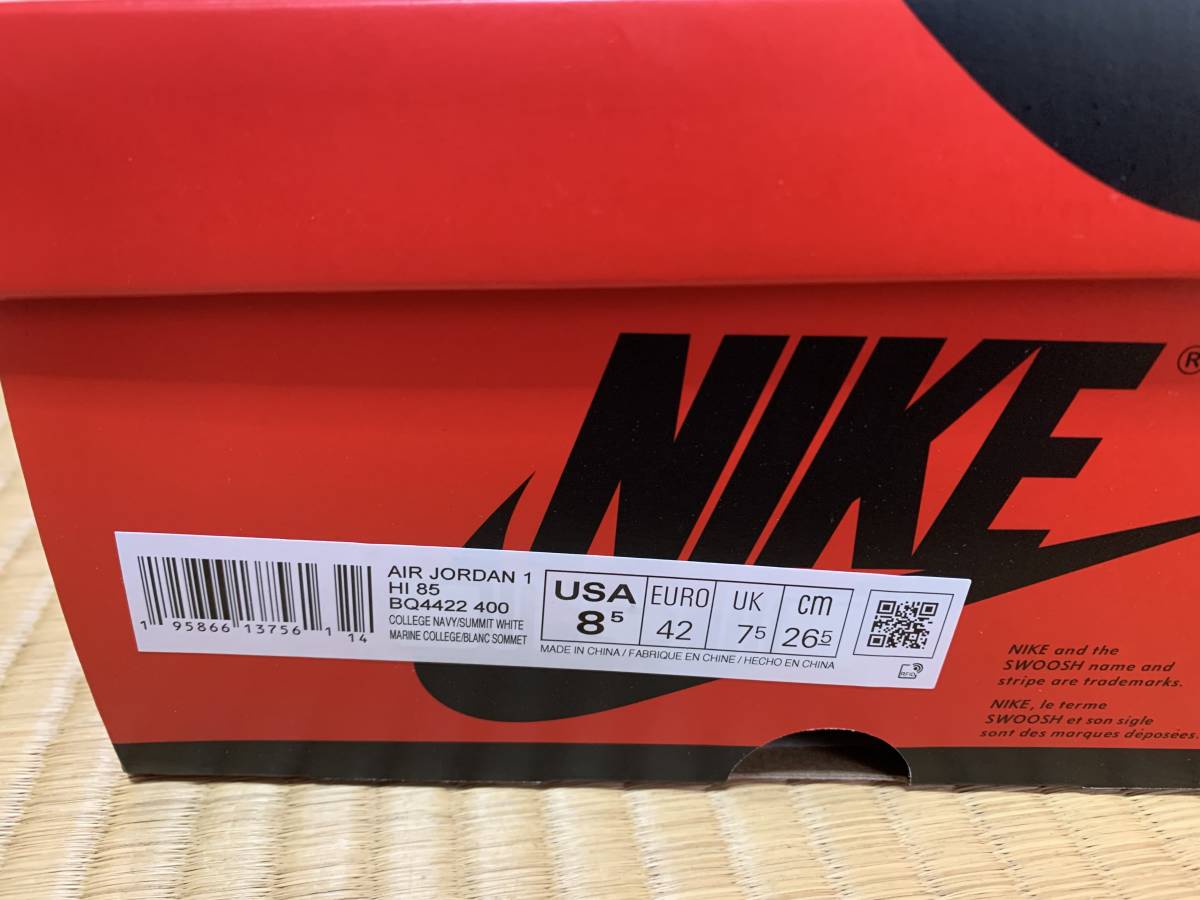 NIKE®
AIR JORDAN 1
HI 85
BQ4422 400
COLLEGE NAVY/SUMMIT WHITE
MARINE COLLEGE/BLANC SOMMET
1 95866 13756 1 14
USA EURO UK cm
8⁵ 42 7⁵ 26⁵
MADE IN CHINA / FABRIQUE EN CHINE / HECHO EN CHINA
RFID
NIKE and the
SWOOSH name and
stripe are trademarks.
NIKE, le terme
SWOOSH et son sigle
sont des marques déposées.